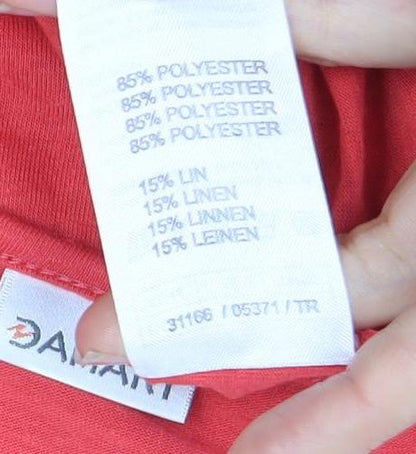 85% POLYESTER
85% POLYESTER
85% POLYESTER
85% POLYESTER
15% LIN
15% LINEN
15% LINNEN
15% LEINEN
31166 / 05371 / TR
DAMART